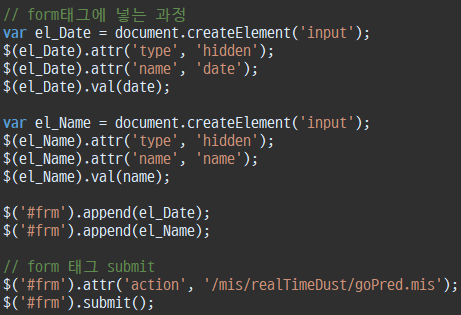 // form태그에 넣는 과정
var el_Date = document.createElement('input');
$(el_Date).attr('type', 'hidden');
$(el_Date).attr('name', 'date');
$(el_Date).val(date);

var el_Name = document.createElement('input');
$(el_Name).attr('type', 'hidden');
$(el_Name).attr('name', 'name');
$(el_Name).val(name);

$('#frm').append(el_Date);
$('#frm').append(el_Name);

// form 태그 submit
$('#frm').attr('action', '/mis/realTimeDust/goPred.mis');
$('#frm').submit();